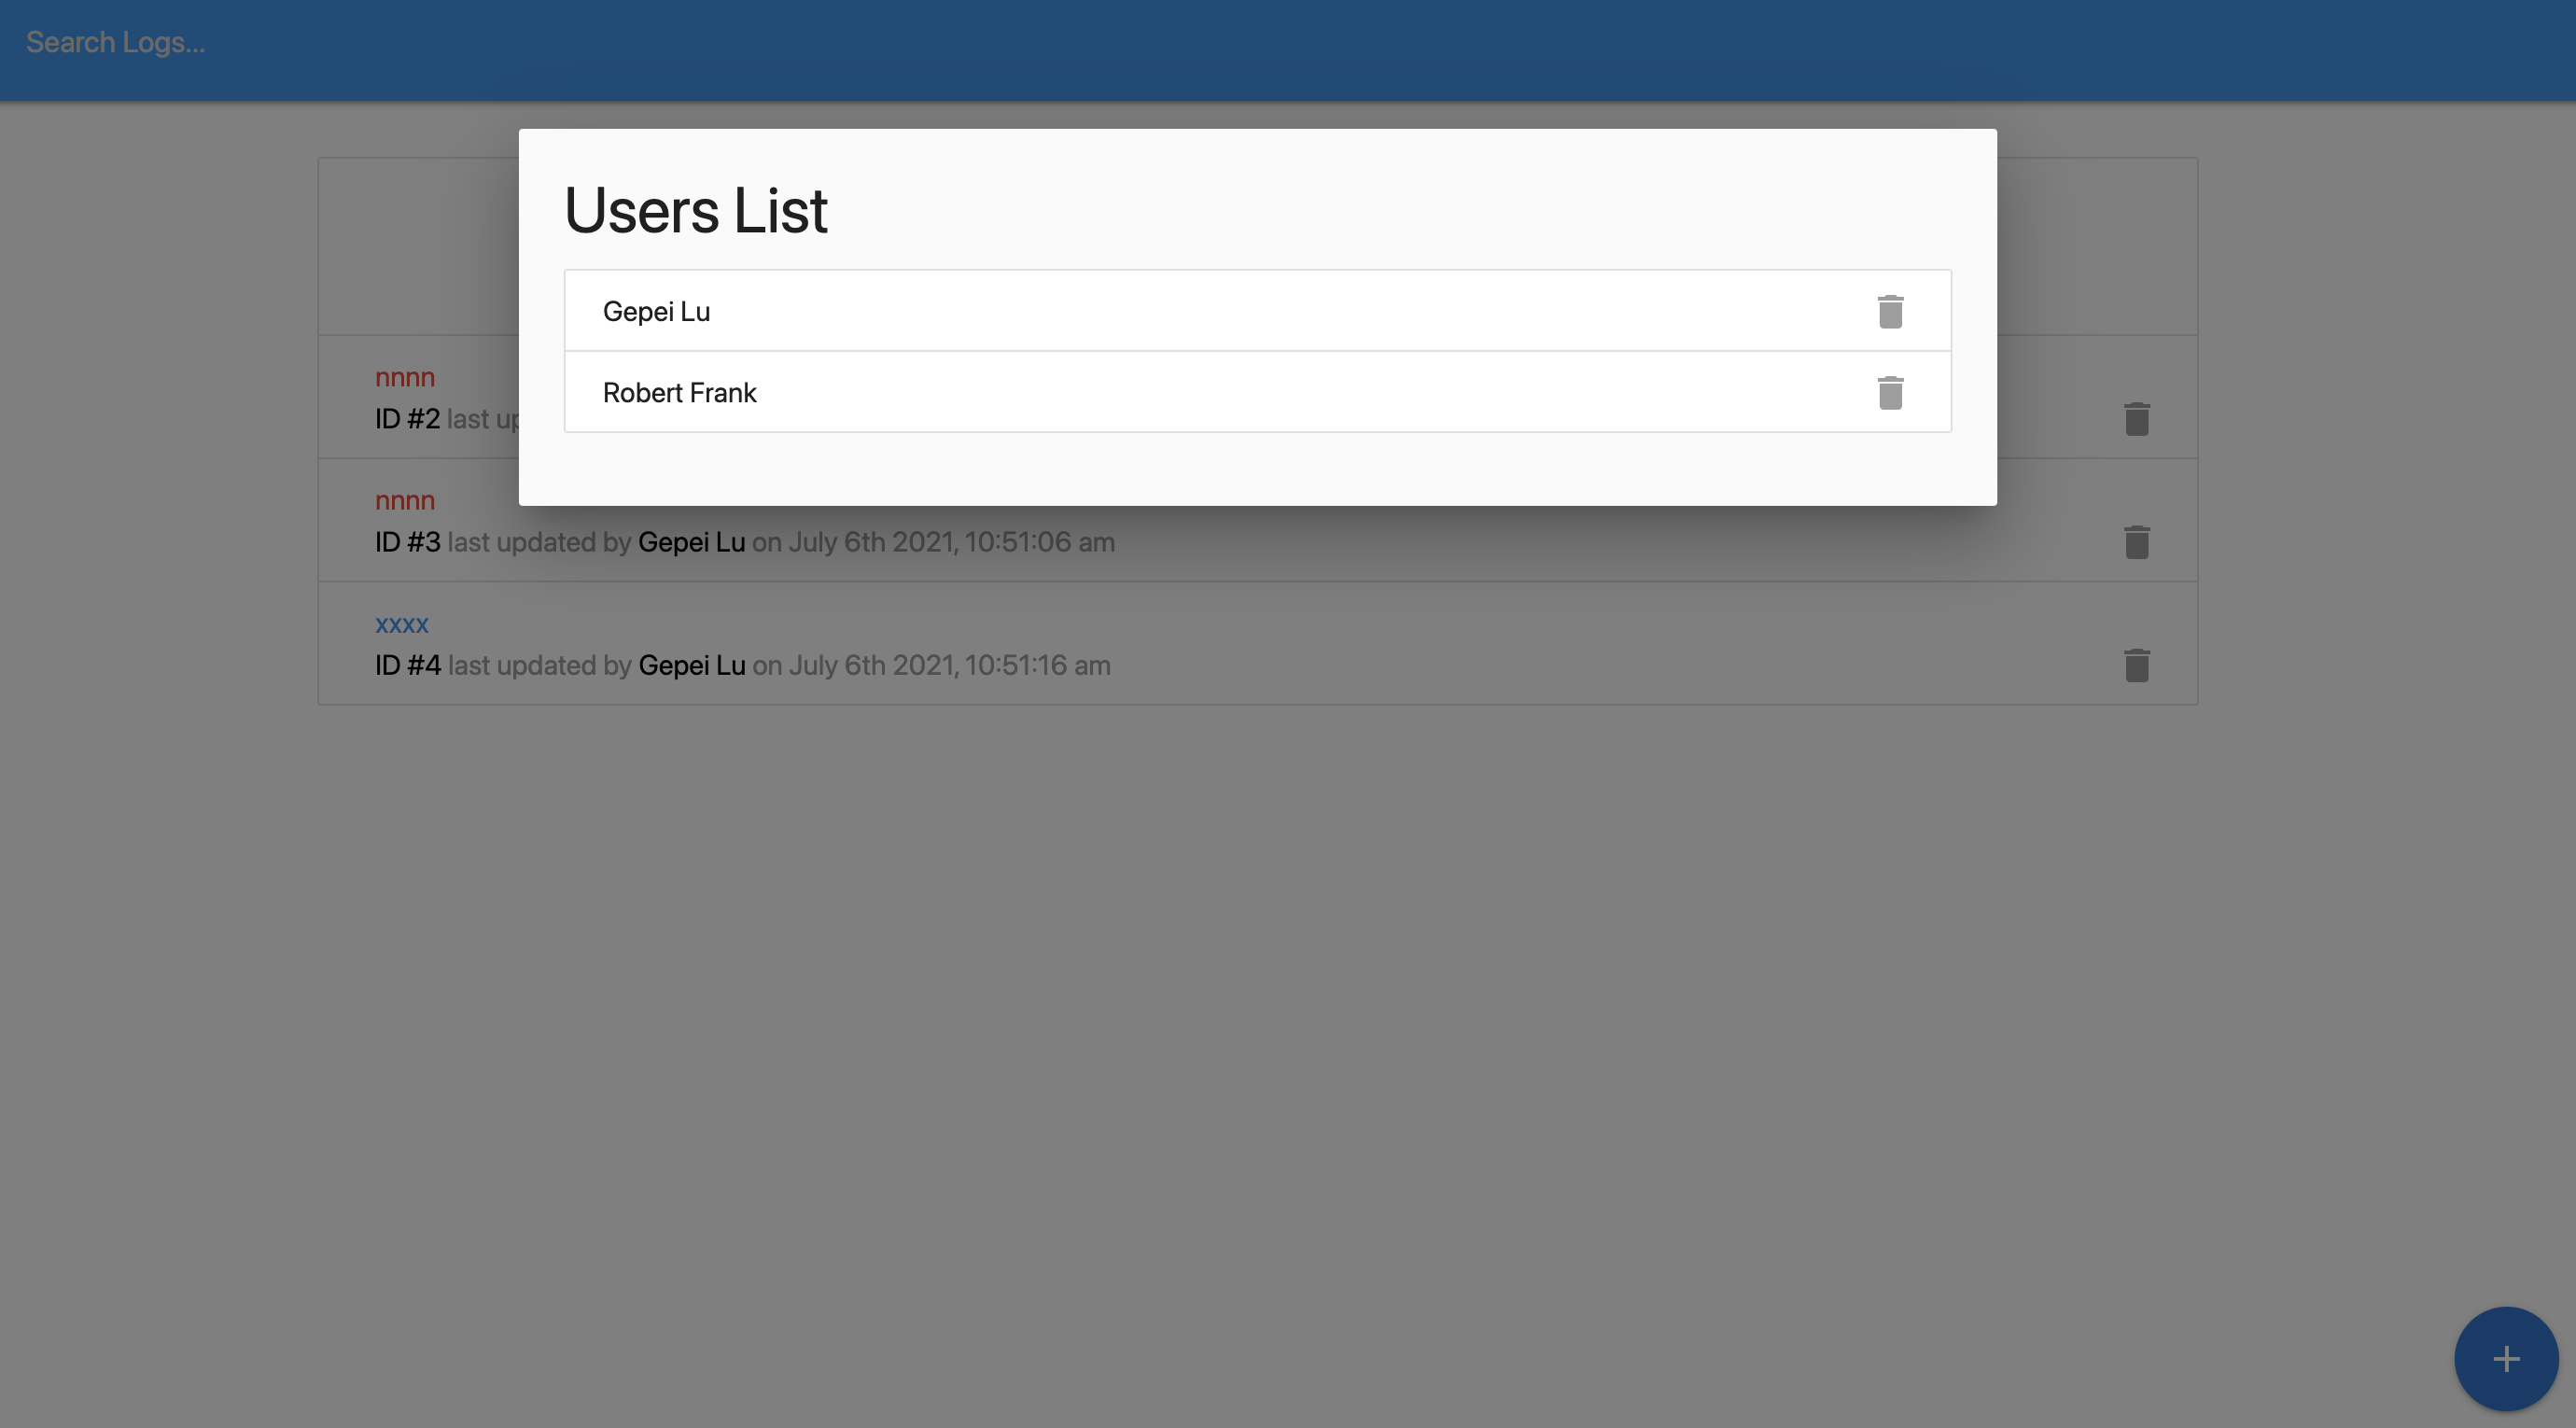 Search Logs...
Users List
Gepei Lu
Robert Frank
nnnn
ID #2 last up
nnnn
ID #3 last updated by Gepei Lu on July 6th 2021, 10:51:06 am
xxxx
ID #4 last updated by Gepei Lu on July 6th 2021, 10:51:16 am